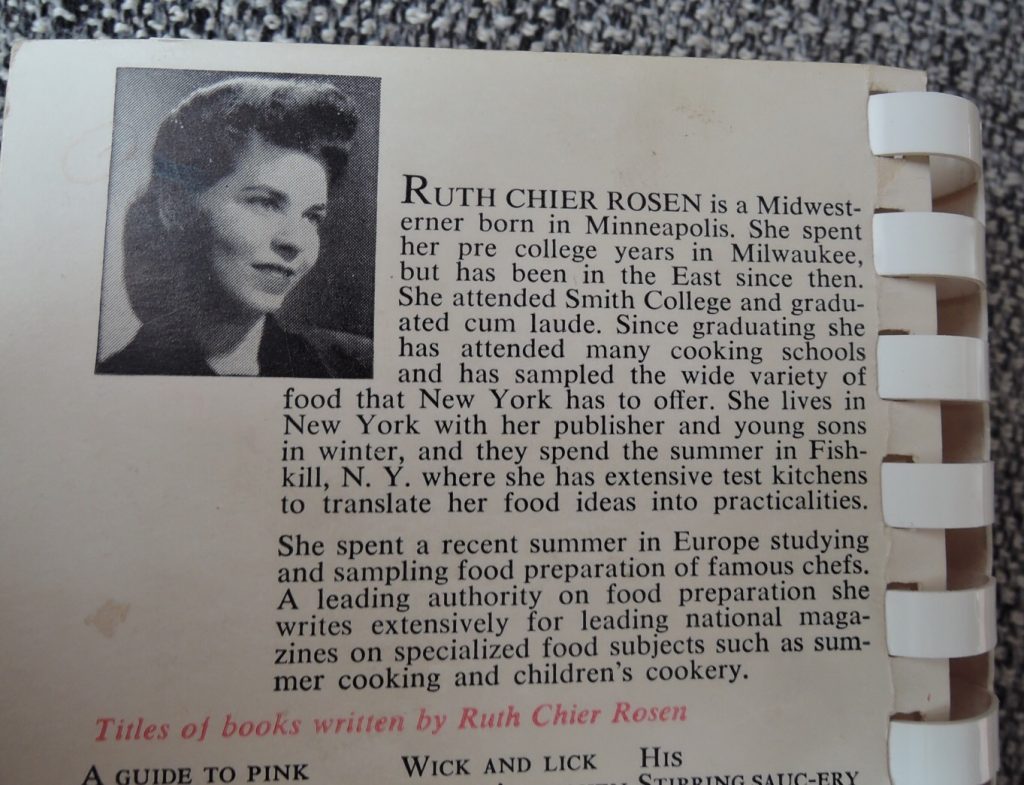 RUTH CHIER ROSEN is a Midwest-
erner born in Minneapolis. She spent
her pre college years in Milwaukee,
but has been in the East since then.
She attended Smith College and gradu-
ated cum laude. Since graduating she
has attended many cooking schools
and has sampled the wide variety of
food that New York has to offer. She lives in
New York with her publisher and young sons
in winter, and they spend the summer in Fish-
kill, N. Y. where she has extensive test kitchens
to translate her food ideas into practicalities.
She spent a recent summer in Europe studying
and sampling food preparation of famous chefs.
A leading authority on food preparation she
writes extensively for leading national maga-
zines on specialized food subjects such as sum-
mer cooking and children's cookery.
Titles of books written by Ruth Chier Rosen
A GUIDE TO PINK
WICK AND LICK
HIS
STIRRING SAUC-ERY